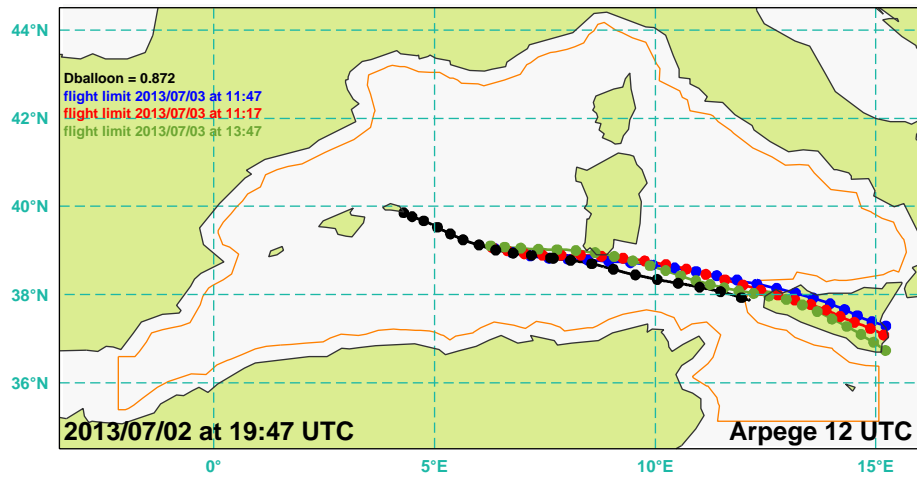 44°N
Dballoon = 0.872
flight limit 2013/07/03 at 11:47
flight limit 2013/07/03 at 11:17
flight limit 2013/07/03 at 13:47
42°N
40°N
38°N
36°N
2013/07/02 at 19:47 UTC
Arpege 12 UTC
0°
5°E
10°E
15°E